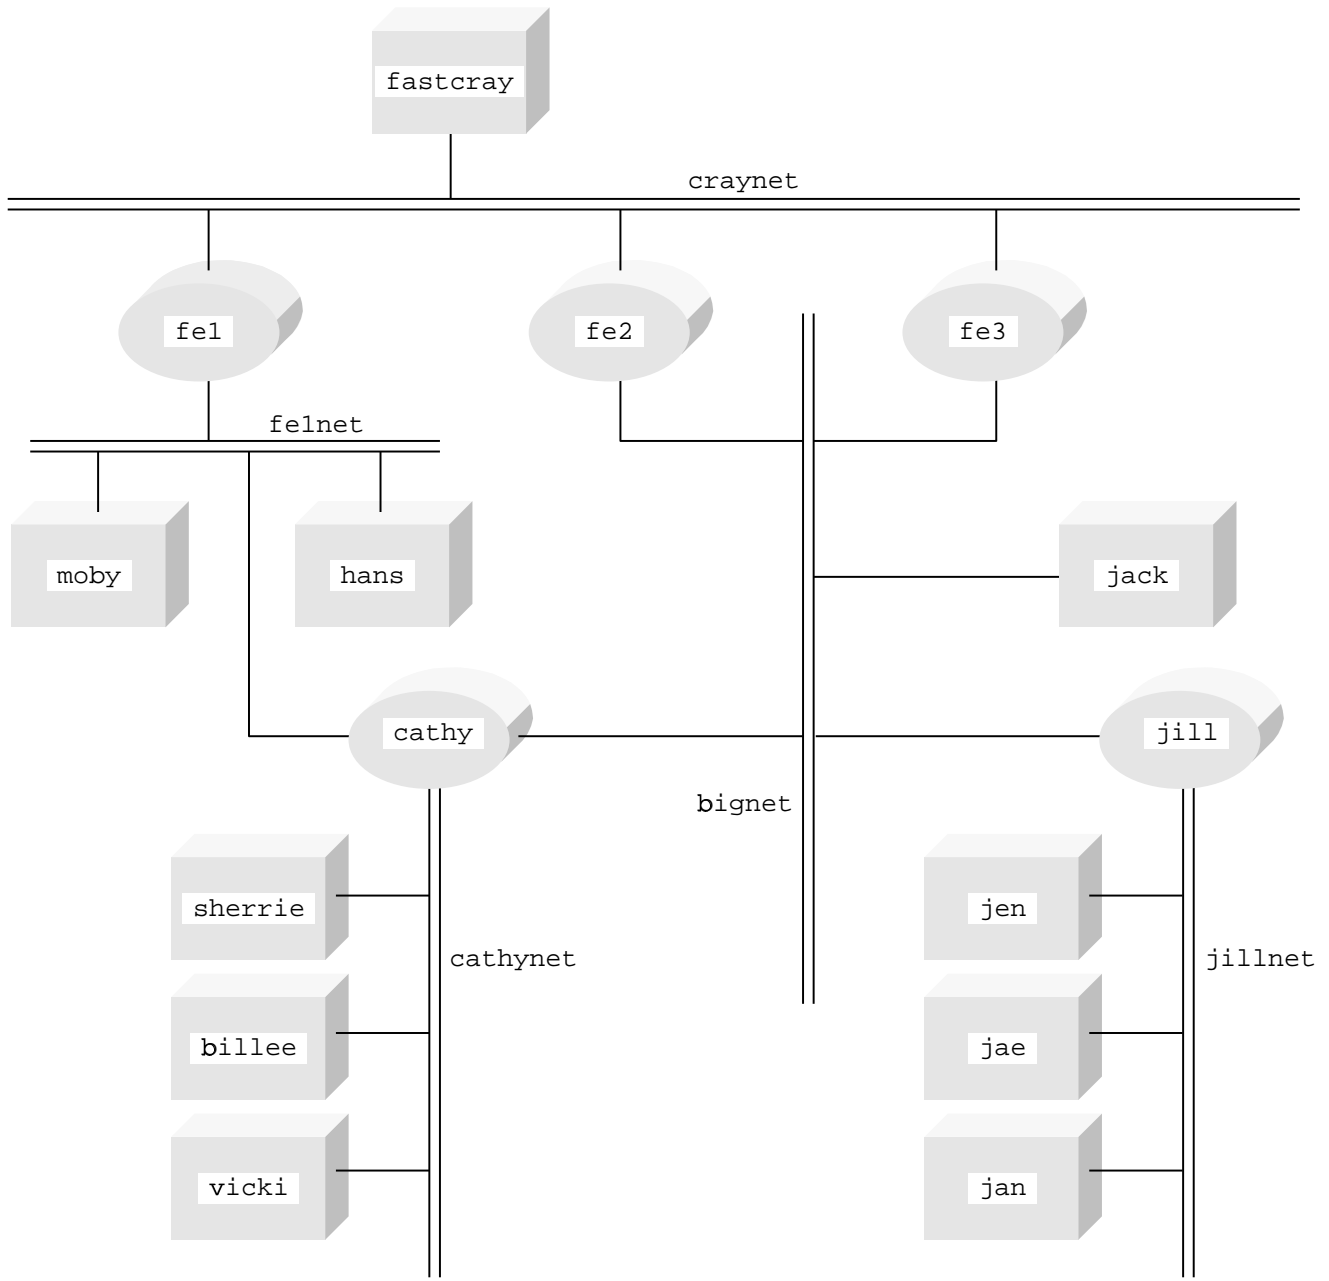 fastcray
craynet
fe1
fe2
fe3
fe1net
moby
hans
jack
cathy
jill
bignet
sherrie
jen
cathynet
jillnet
billee
jae
vicki
jan